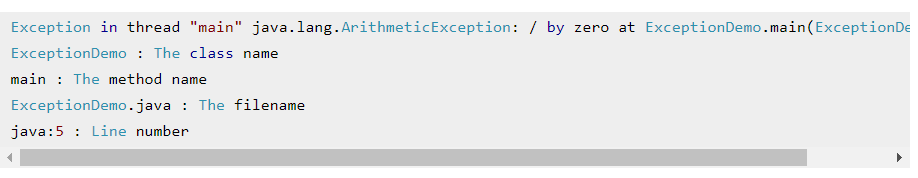 Exception in thread "main" java.lang.ArithmeticException: / by zero at ExceptionDemo.main(ExceptionDe
ExceptionDemo : The class name
main : The method name
ExceptionDemo.java : The filename
java:5 : Line number